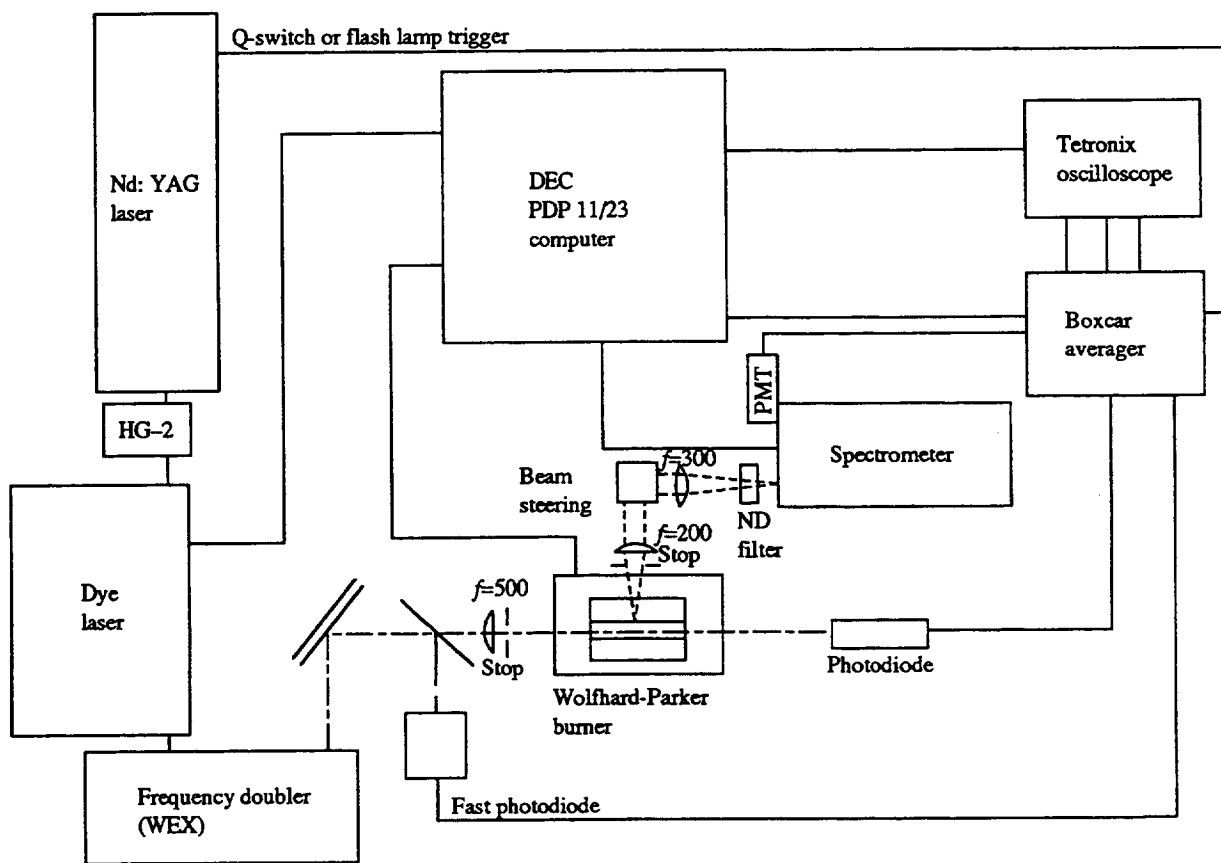 Q-switch or flash lamp trigger
Nd: YAG
laser
DEC
PDP 11/23
computer
Tetronix
oscilloscope
Boxcar
averager
PMT
HG–2
Spectrometer
Beam
steering
f=300
ND
filter
f=200
Stop
Dye
laser
f=500
Stop
Photodiode
Wolfhard-Parker
burner
Frequency doubler
(WEX)
Fast photodiode